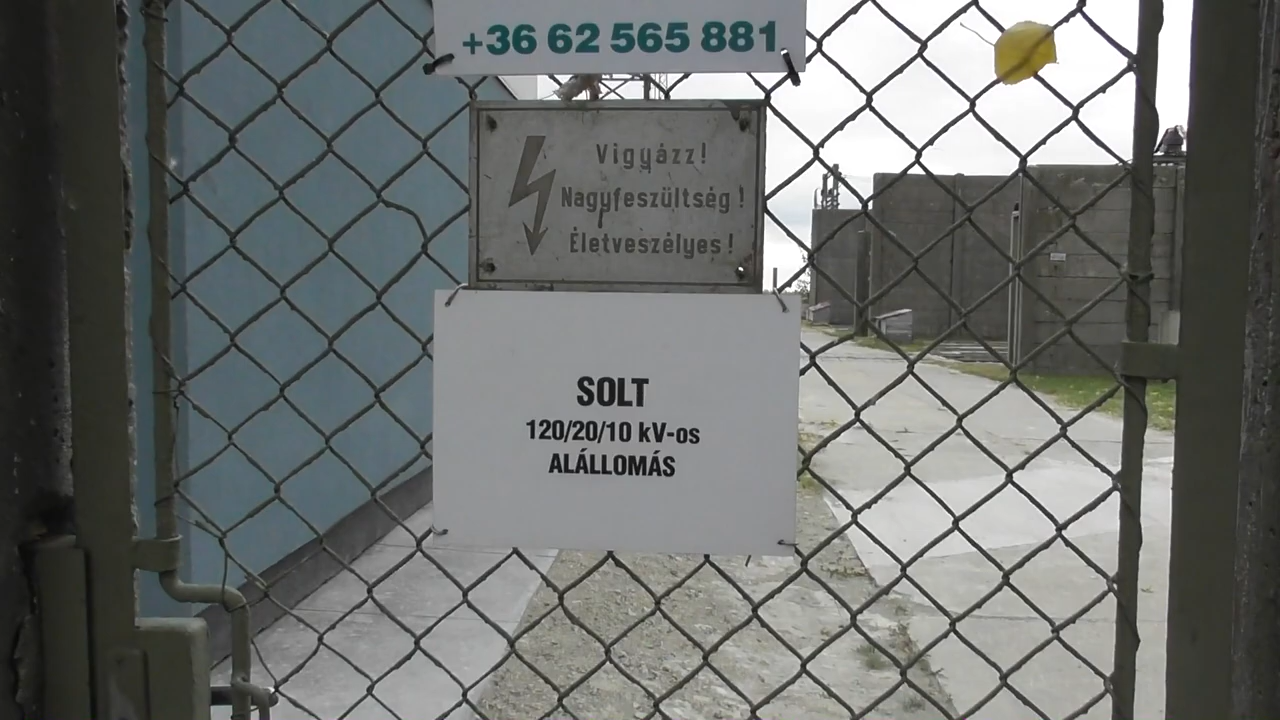 +36 62 565 881
Vigyázz!
Nagyfeszültség!
Életveszélyes!
SOLT
120/20/10 kV-os
ALÁLLOMÁS